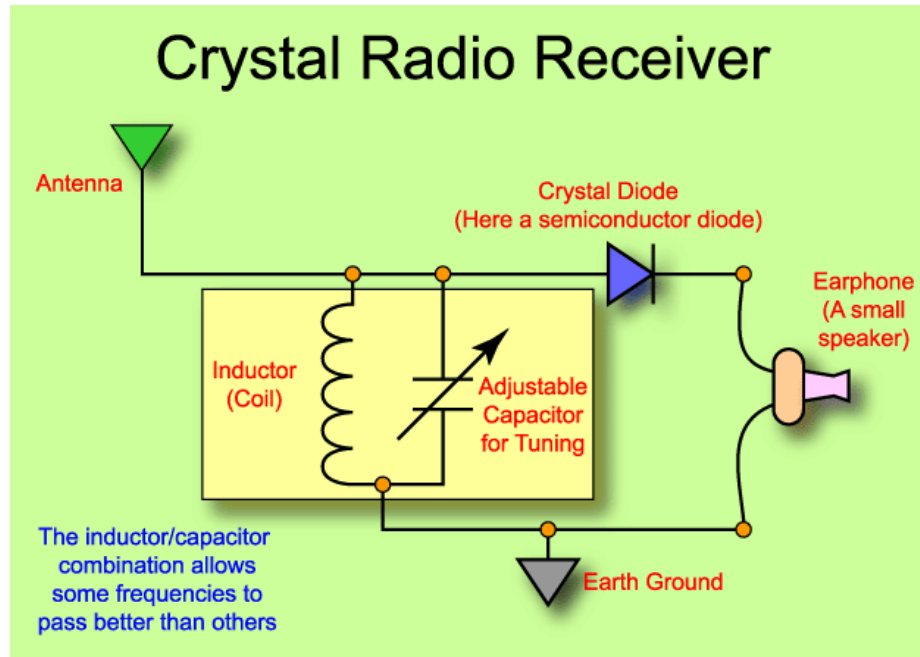 Crystal Radio Receiver
Antenna
Crystal Diode
(Here a semiconductor diode)
Earphone
(A small
speaker)
Inductor
(Coil)
Adjustable
Capacitor
for Tuning
The inductor/capacitor
combination allows
some frequencies to
pass better than others
Earth Ground